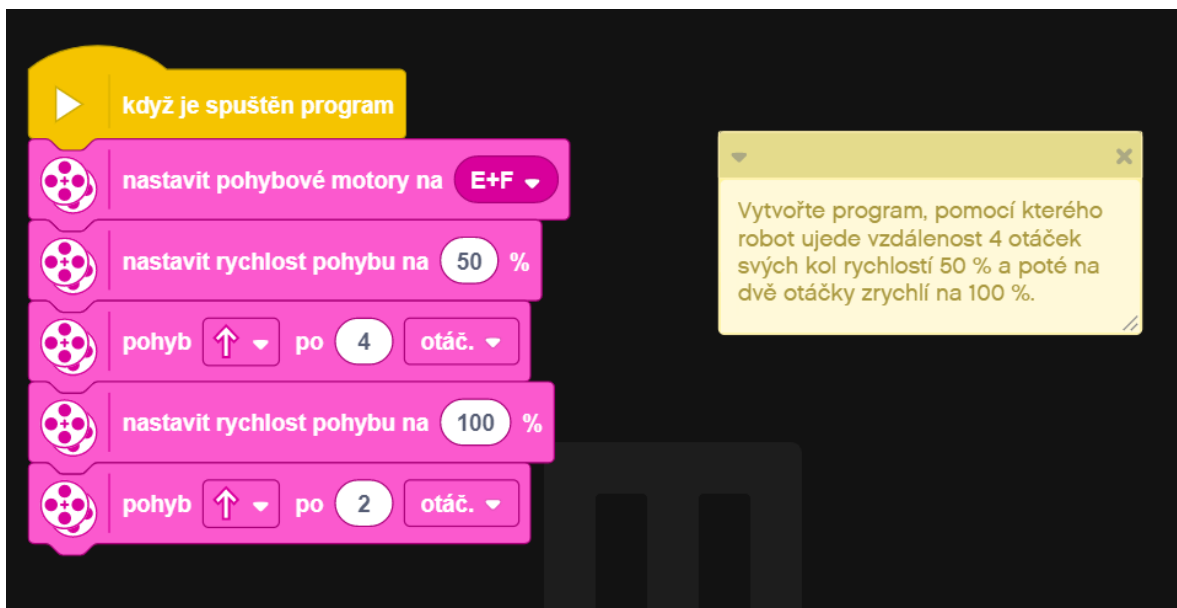 když je spuštěn program
nastavit pohybové motory na E+F
nastavit rychlost pohybu na 50 %
pohyb po 4 otáč.
nastavit rychlost pohybu na 100 %
pohyb po 2 otáč.
Vytvořte program, pomocí kterého
robot ujede vzdálenost 4 otáček
svých kol rychlostí 50 % a poté na
dvě otáčky zrychlí na 100 %.